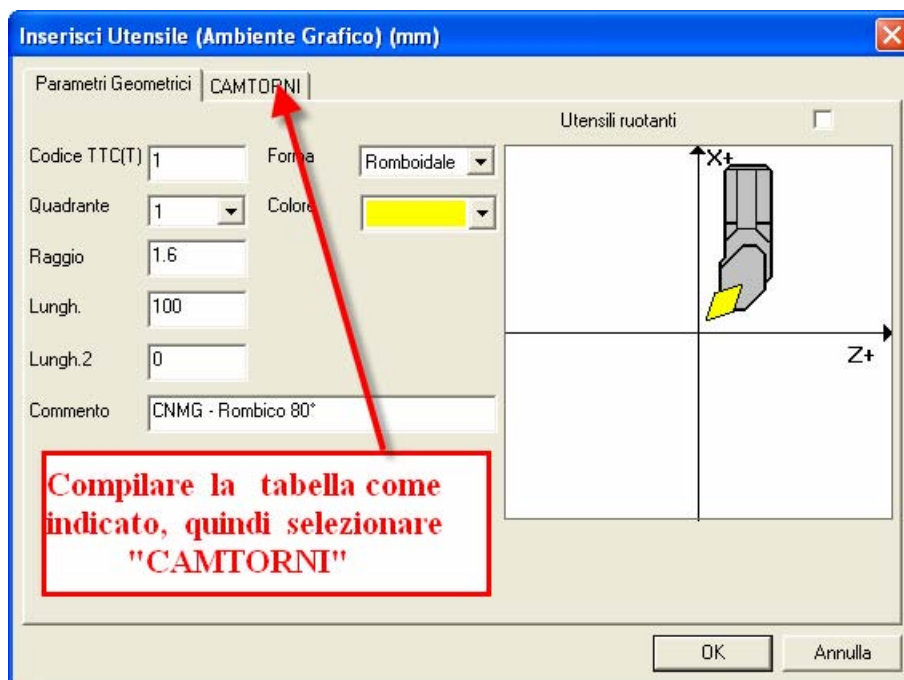 Inserisci Utensile (Ambiente Grafico) (mm)
Parametri Geometrici
CAMTORNI
Utensili ruotanti
Codice TTC(T) 1 Forma Romboidale
Quadrante 1 Colore
Raggio 1.6
Lungh. 100
Lungh.2 0
Commento CNMG - Rombico 80°
X+
Z+
Compilare la tabella come
indicato, quindi selezionare
"CAMTORNI"
OK Annulla